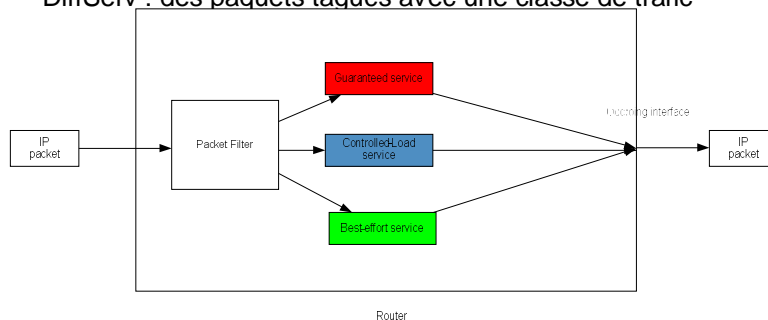 DiffServ : des paquets tagués avec une classe de trafic
Guaranteed service
Outgoing interface
IP
packet
Packet Filter
Controlled-Load
service
IP
packet
Best-effort service
Router